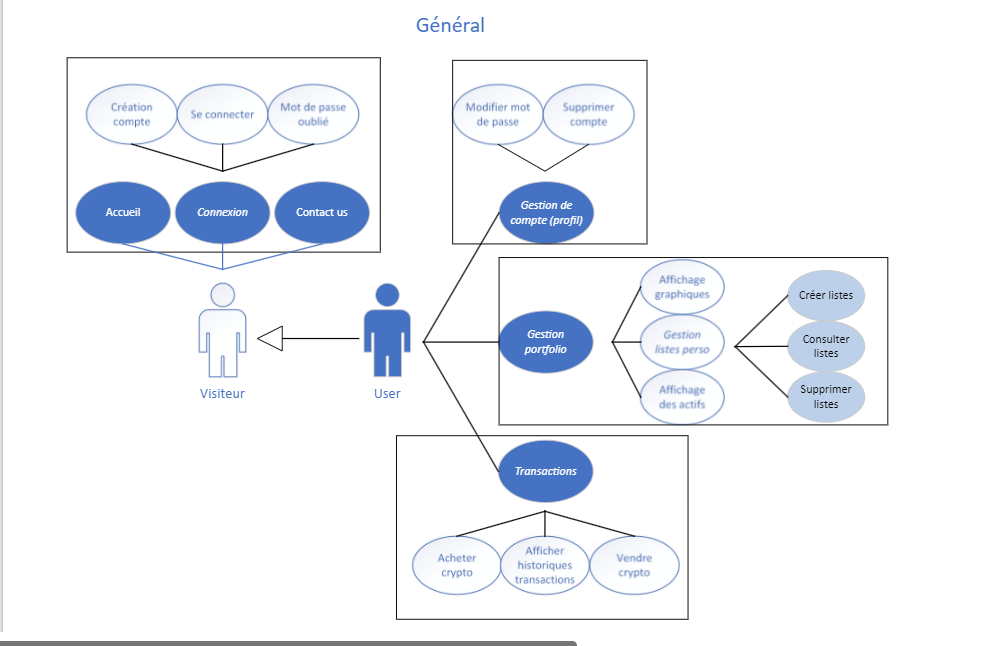 Général
Création
compte
Se connecter
Mot de passe
oublié
Accueil
Connexion
Contact us
Visiteur
User
Modifier mot
de passe
Supprimer
compte
Gestion de
compte (profil)
Gestion
portfolio
Affichage
graphiques
Gestion
listes perso
Affichage
des actifs
Créer listes
Consulter
listes
Supprimer
listes
Transactions
Acheter
crypto
Afficher
historiques
transactions
Vendre
crypto